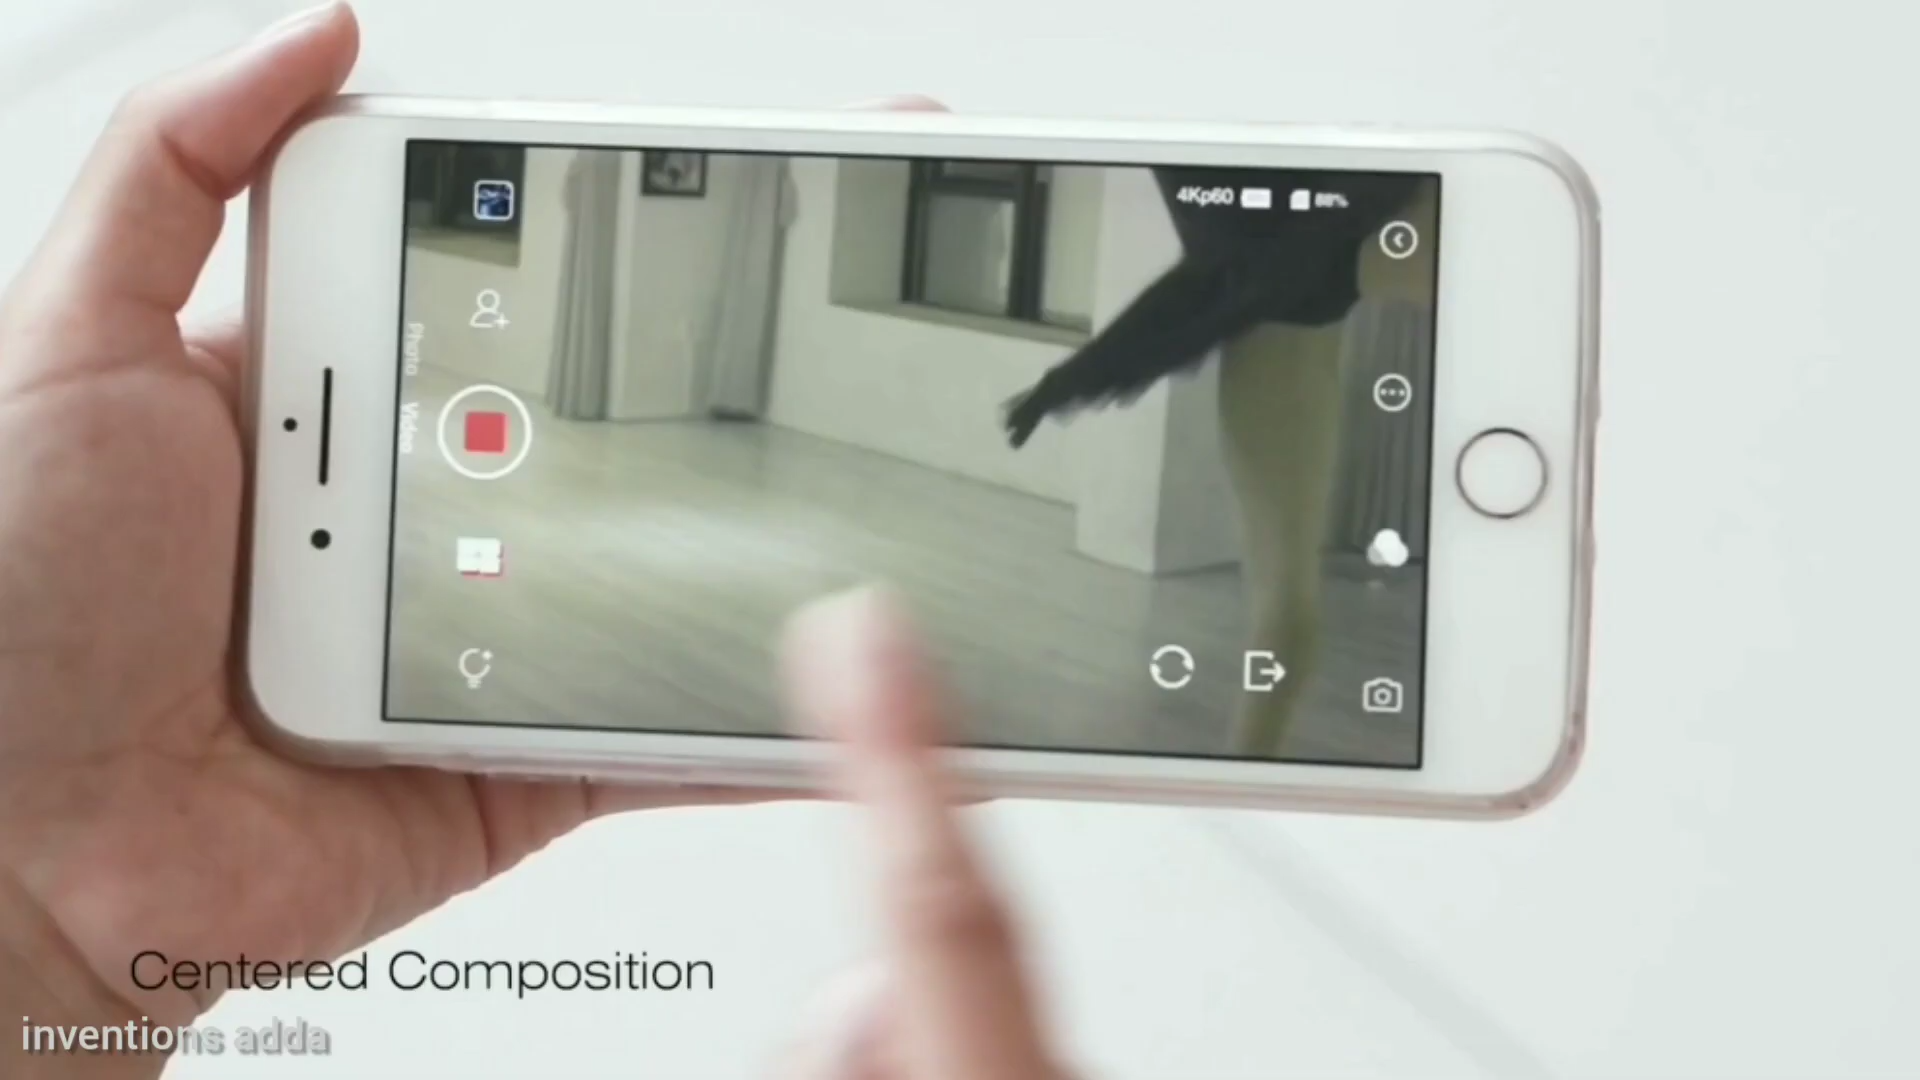 4Kp60 88%
Photo
Video
Centered Composition
inventions adda